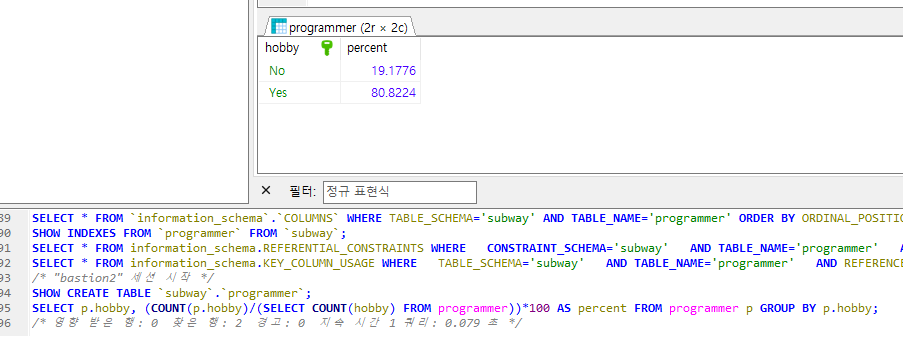 programmer (2r × 2c)
hobby percent
No 19.1776
Yes 80.8224
× 필터: 정규 표현식
89 SELECT * FROM `information_schema`.`COLUMNS` WHERE TABLE_SCHEMA='subway' AND TABLE_NAME='programmer' ORDER BY ORDINAL_POSITIO
90 SHOW INDEXES FROM `programmer` FROM `subway`;
91 SELECT * FROM information_schema.REFERENTIAL_CONSTRAINTS WHERE CONSTRAINT_SCHEMA='subway' AND TABLE_NAME='programmer' A
92 SELECT * FROM information_schema.KEY_COLUMN_USAGE WHERE TABLE_SCHEMA='subway' AND TABLE_NAME='programmer' AND REFERENCE
93 /* "bastion2" 세션 시작 */
94 SHOW CREATE TABLE `subway`.`programmer`;
95 SELECT p.hobby, (COUNT(p.hobby)/(SELECT COUNT(hobby) FROM programmer))*100 AS percent FROM programmer p GROUP BY p.hobby;
96 /* 영향 받은 행: 0 찾은 행: 2 경고: 0 지속 시간 1 쿼리: 0.079 초 */